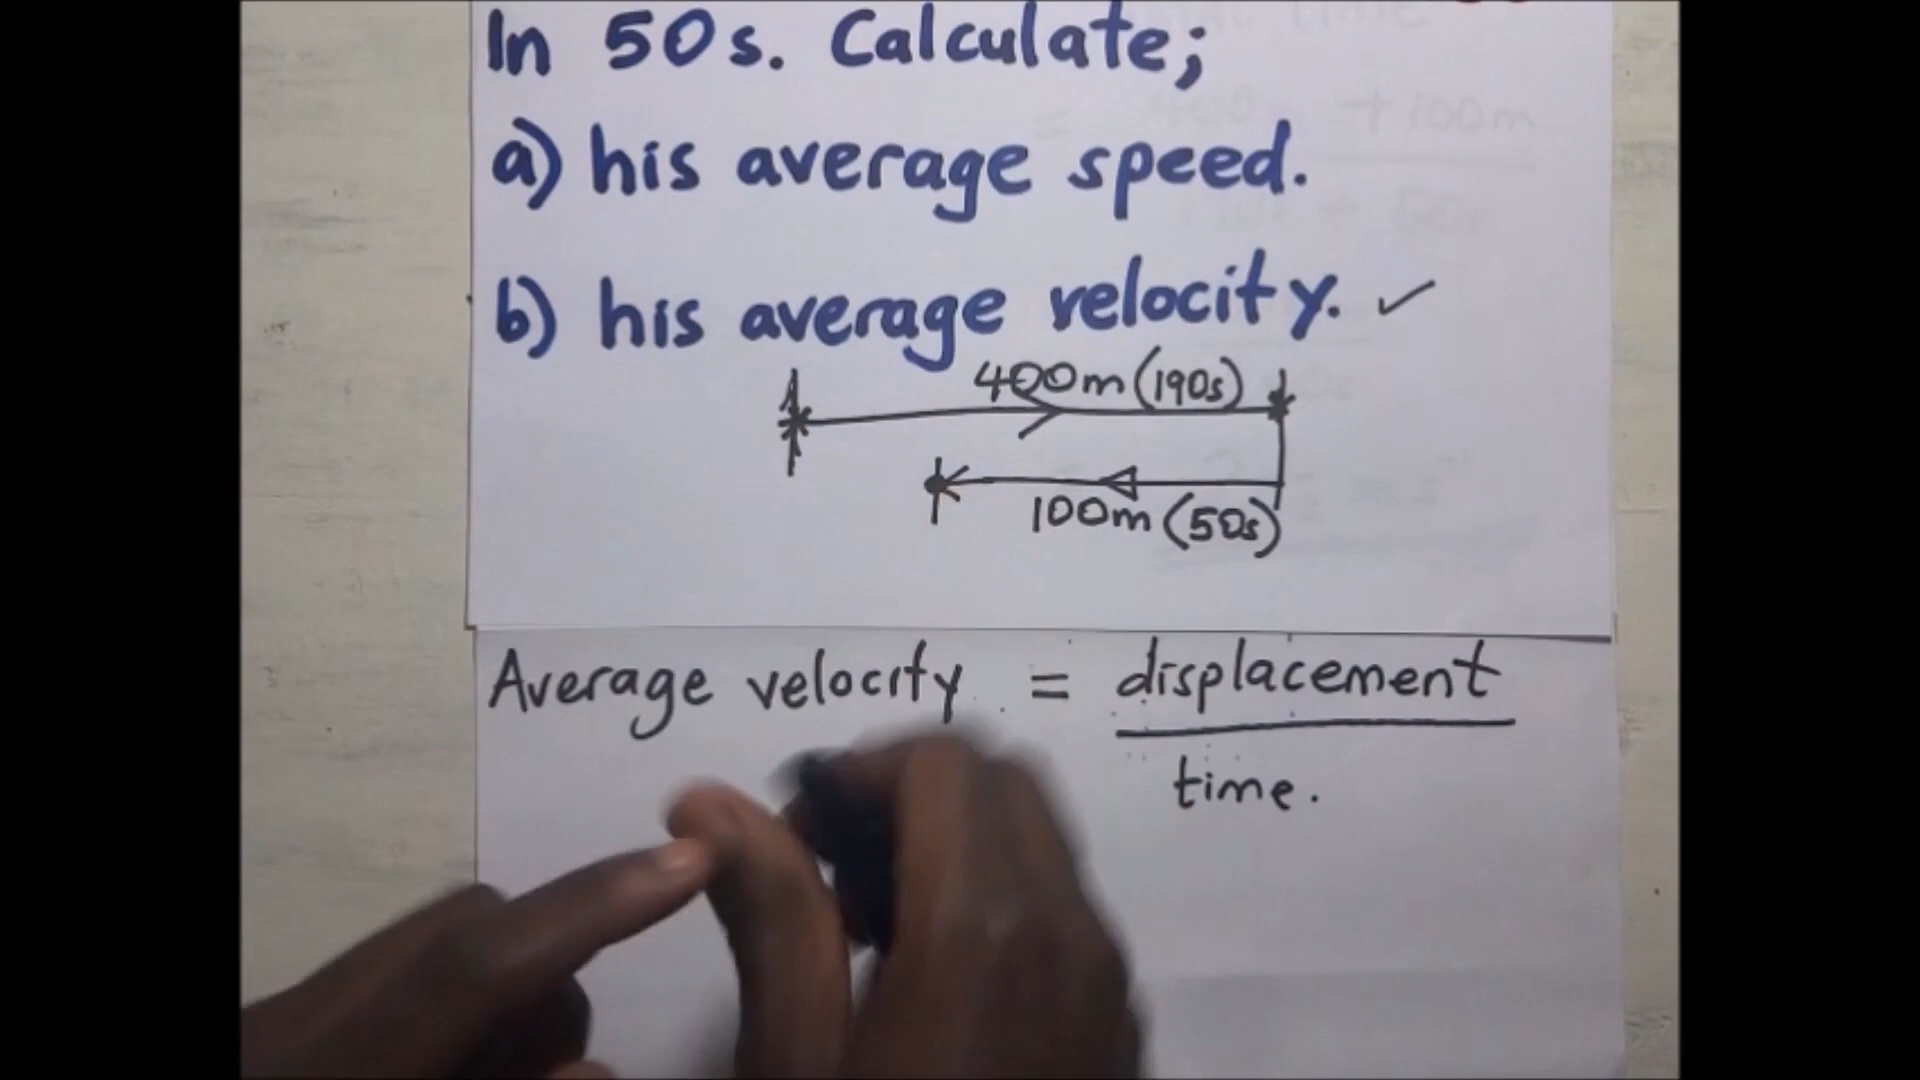 In 50s. Calculate;
a) his average speed.
b) his average velocity. ✓
400m (190s)
100m (50s)
Average velocity = displacement
time.